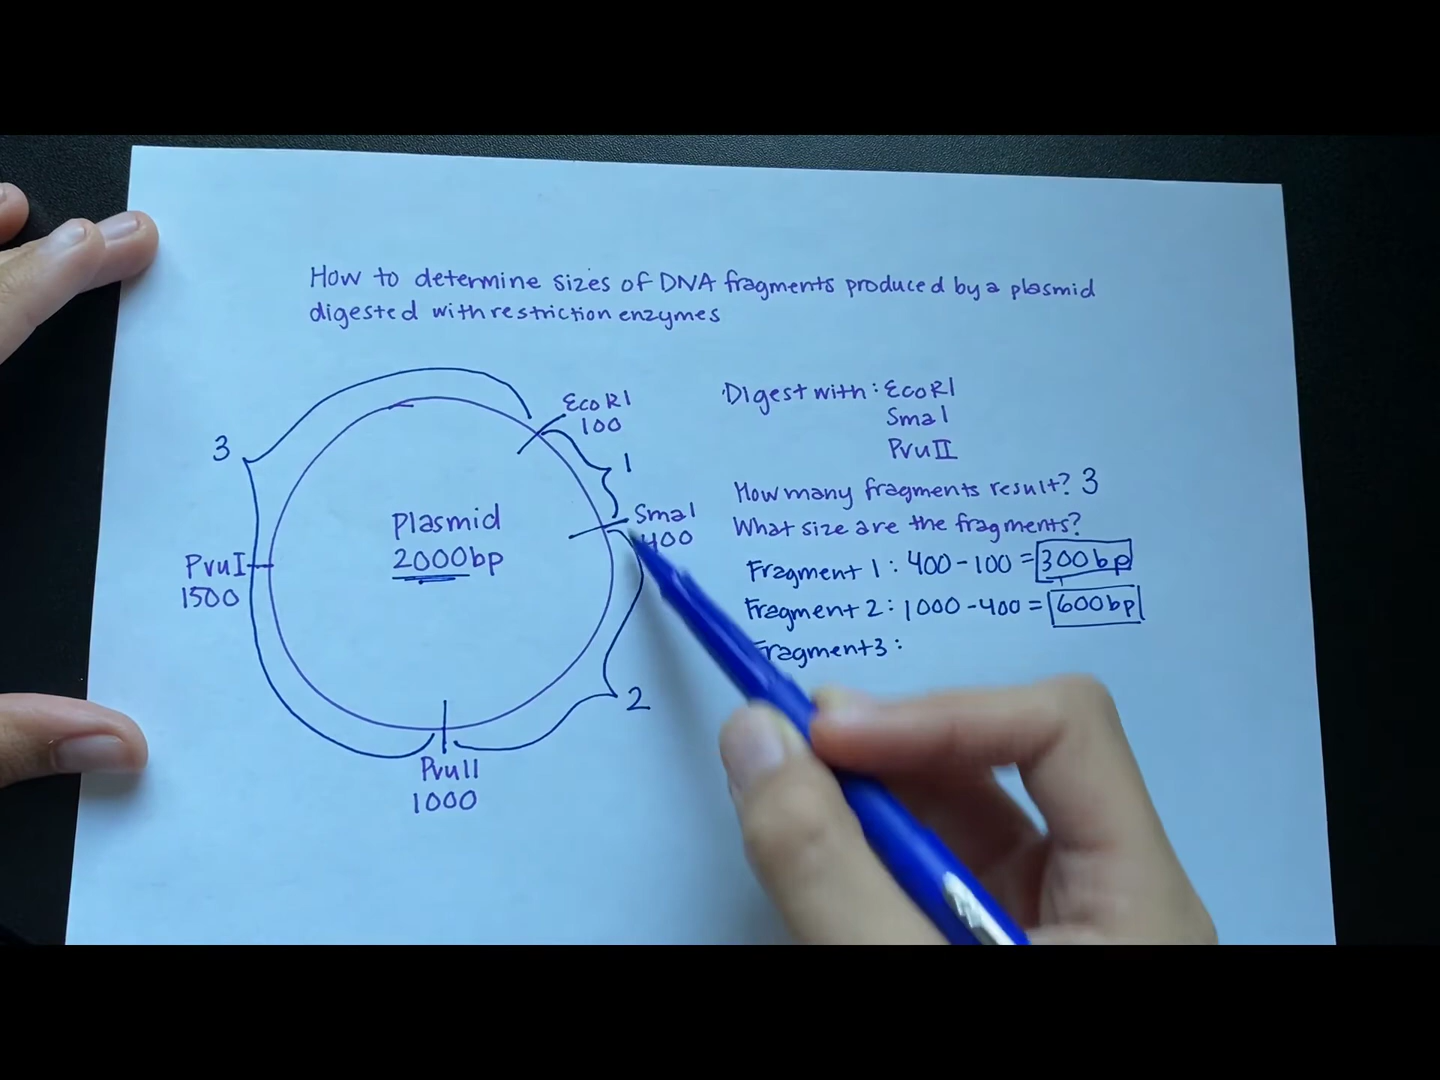 How to determine sizes of DNA fragments produced by a plasmid
digested with restriction enzymes
3
EcoRI
100
1
SmaI
400
Plasmid
2000bp
PvuI
1500
2
PvuII
1000
Digest with: EcoRI
SmaI
PvuII
How many fragments result? 3
What size are the fragments?
Fragment 1: 400-100 = 300bp
Fragment 2: 1000-400 = 600bp
Fragment 3: